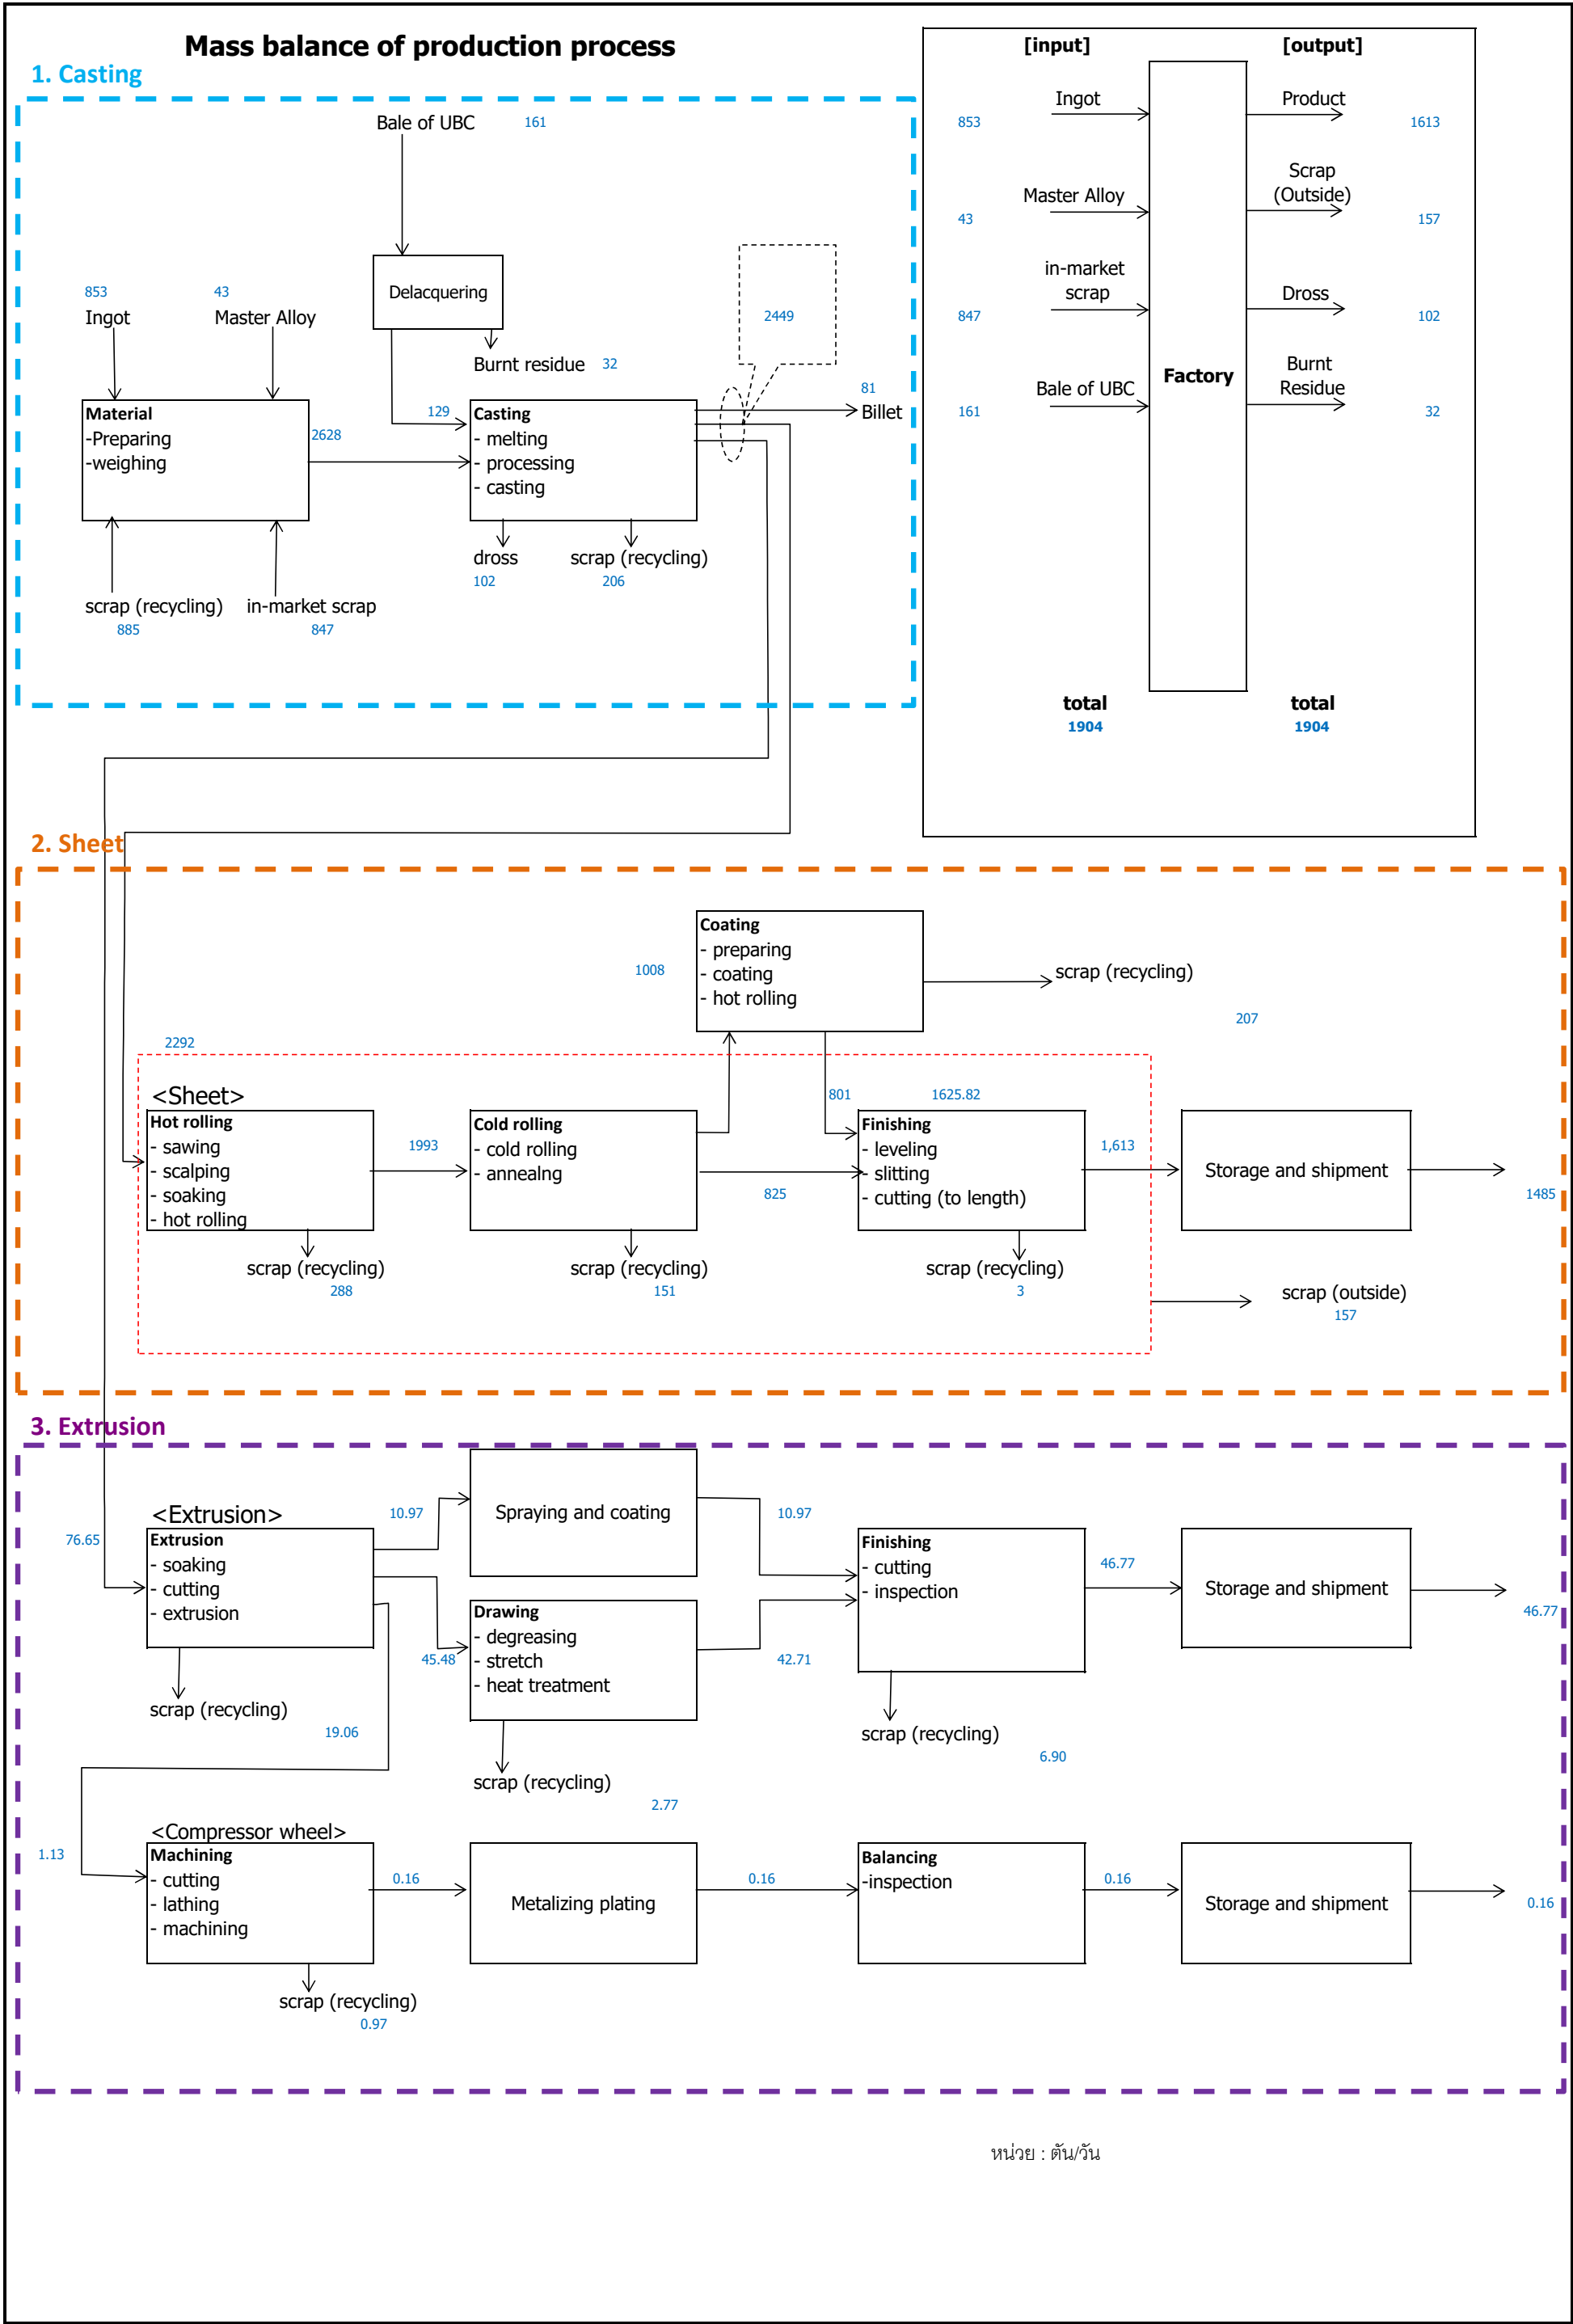 Mass balance of production process
1. Casting
Bale of UBC 161
Delacquering
853
Ingot
43
Master Alloy
Burnt residue 32
2449
81
Billet
Material
-Preparing
-weighing
2628
129
Casting
- melting
- processing
- casting
dross
102
scrap (recycling)
206
scrap (recycling)
885
in-market scrap
847
[input] [output]
Ingot
853
Product
1613
Master Alloy
43
Scrap
(Outside)
157
in-market
scrap
847
Dross
102
Factory
Bale of UBC
161
Burnt
Residue
32
total
1904
total
1904
2. Sheet
Coating
- preparing
- coating
- hot rolling
1008
scrap (recycling)
207
2292
<Sheet>
Hot rolling
- sawing
- scalping
- soaking
- hot rolling
1993
Cold rolling
- cold rolling
- annealng
801
825
1625.82
Finishing
- leveling
- slitting
- cutting (to length)
1,613
Storage and shipment
1485
scrap (recycling)
288
scrap (recycling)
151
scrap (recycling)
3
scrap (outside)
157
3. Extrusion
<Extrusion>
76.65
Extrusion
- soaking
- cutting
- extrusion
10.97
Spraying and coating
10.97
45.48
Drawing
- degreasing
- stretch
- heat treatment
42.71
Finishing
- cutting
- inspection
46.77
Storage and shipment
46.77
scrap (recycling)
19.06
scrap (recycling)
2.77
scrap (recycling)
6.90
<Compressor wheel>
1.13
Machining
- cutting
- lathing
- machining
0.16
Metalizing plating
0.16
Balancing
-inspection
0.16
Storage and shipment
0.16
scrap (recycling)
0.97
หน่วย : ตัน/วัน